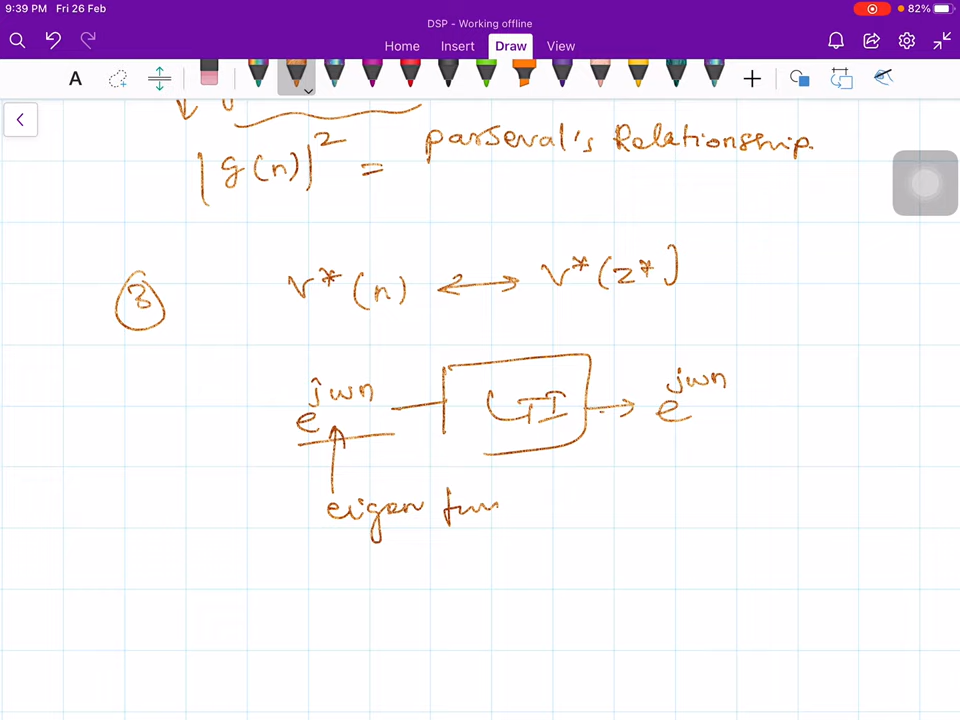 9:39 PM Fri 26 Feb
82%
DSP - Working offline
Home Insert Draw View
A
|g(n)|² = parseval's Relationship.
3 v*(n) ↔ v*(z*)
e^jwn LTI → e^jwn
eigen fun